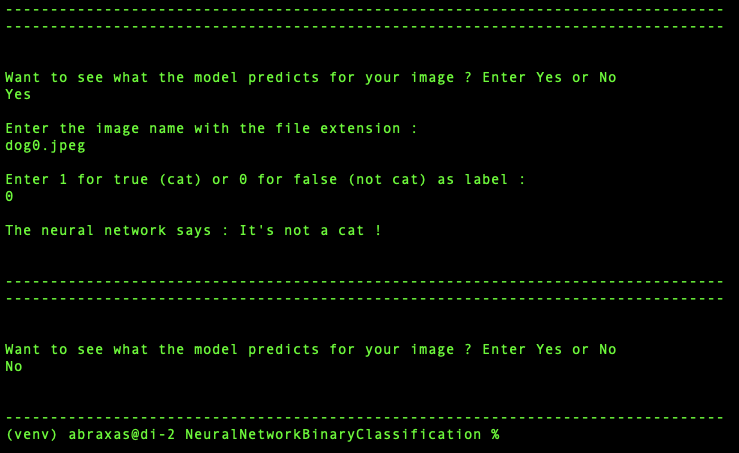 --------------------------------------------------------------------------------
--------------------------------------------------------------------------------
Want to see what the model predicts for your image ? Enter Yes or No
Yes
Enter the image name with the file extension :
dog0.jpeg
Enter 1 for true (cat) or 0 for false (not cat) as label :
0
The neural network says : It's not a cat !
--------------------------------------------------------------------------------
--------------------------------------------------------------------------------
Want to see what the model predicts for your image ? Enter Yes or No
No
--------------------------------------------------------------------------------
(venv) abraxas@di-2 NeuralNetworkBinaryClassification %